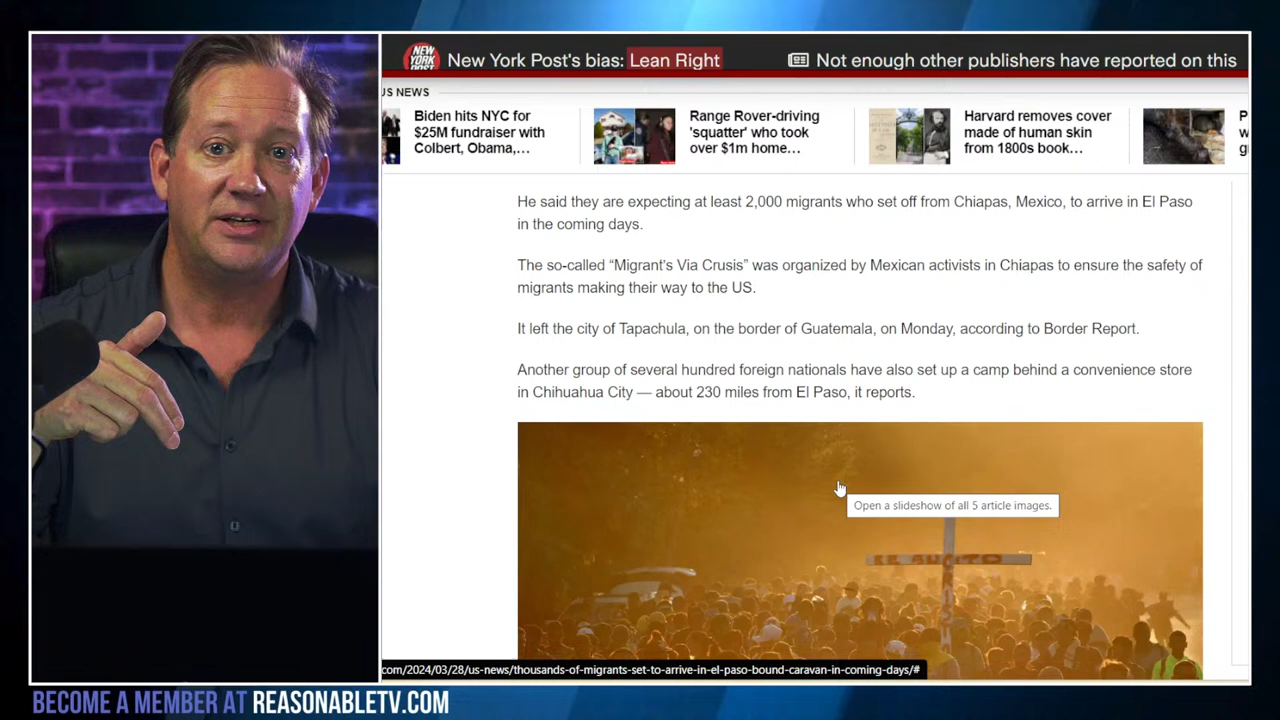 NEW YORK POST
New York Post's bias: Lean Right
Not enough other publishers have reported on this
US NEWS
Biden hits NYC for
$25M fundraiser with
Colbert, Obama,...
Range Rover-driving
'squatter' who took
over $1m home...
Harvard removes cover
made of human skin
from 1800s book...
P
w
g
He said they are expecting at least 2,000 migrants who set off from Chiapas, Mexico, to arrive in El Paso
in the coming days.
The so-called “Migrant’s Via Crusis” was organized by Mexican activists in Chiapas to ensure the safety of
migrants making their way to the US.
It left the city of Tapachula, on the border of Guatemala, on Monday, according to Border Report.
Another group of several hundred foreign nationals have also set up a camp behind a convenience store
in Chihuahua City — about 230 miles from El Paso, it reports.
Open a slideshow of all 5 article images.
com/2024/03/28/us-news/thousands-of-migrants-set-to-arrive-in-el-paso-bound-caravan-in-coming-days/#
BECOME A MEMBER AT REASONABLETV.COM